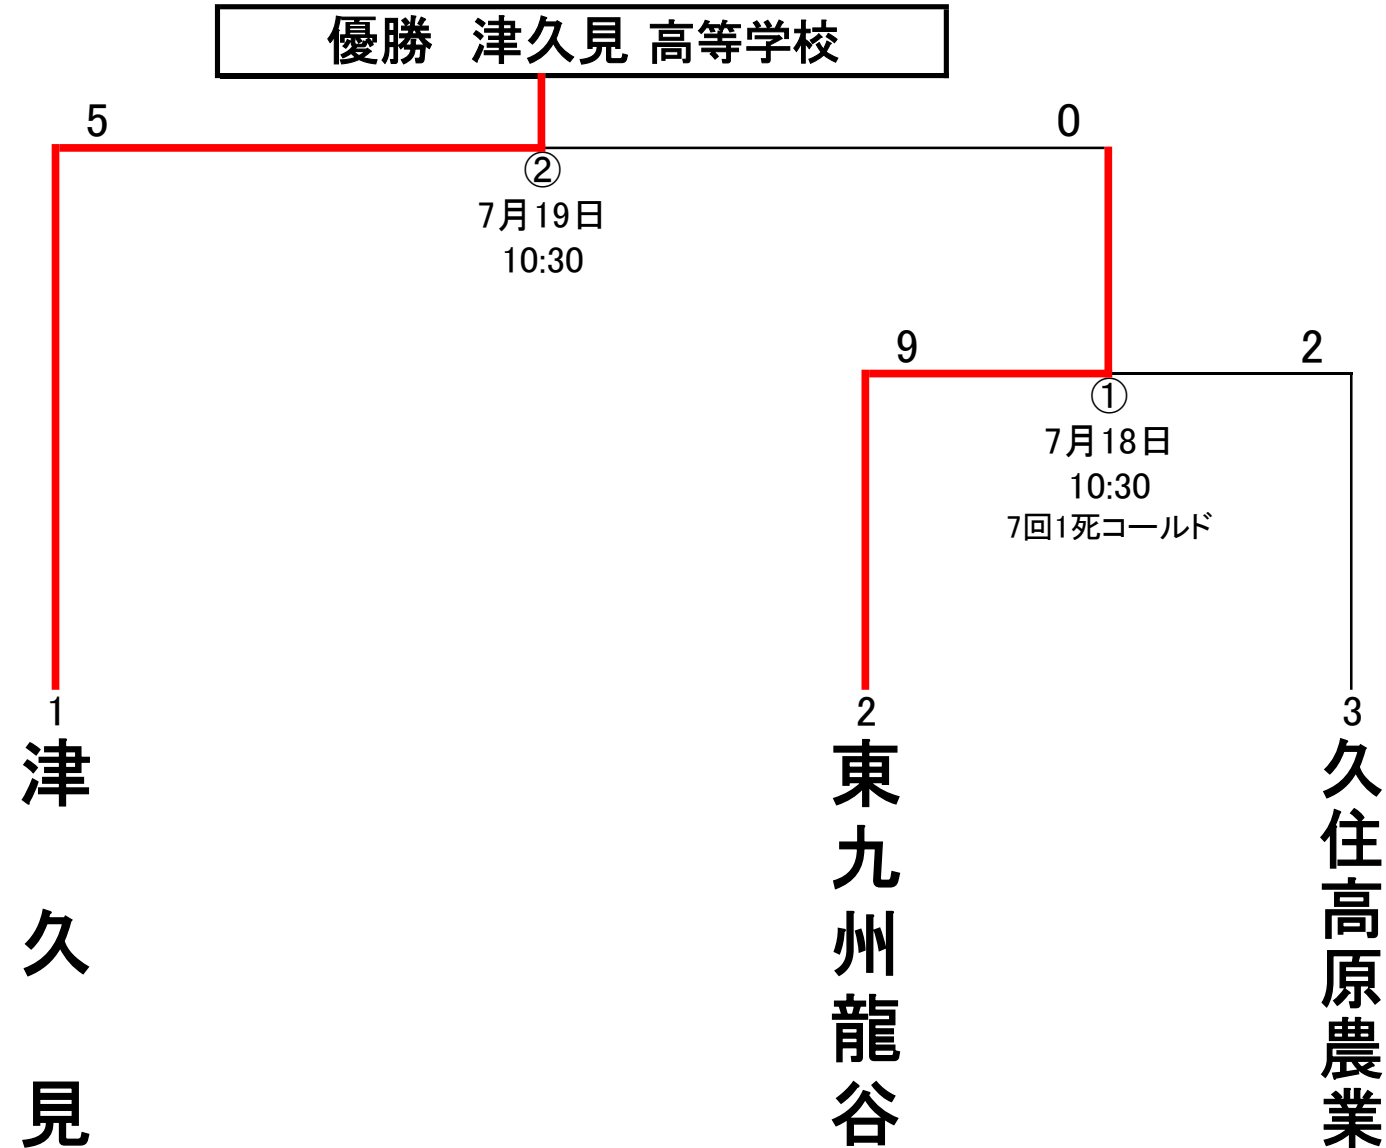 優勝　津久見 高等学校
5
0
②
7月19日
10:30
9
2
①
7月18日
10:30
7回1死コールド
1
2
3
津久見
東九州龍谷
久住高原農業